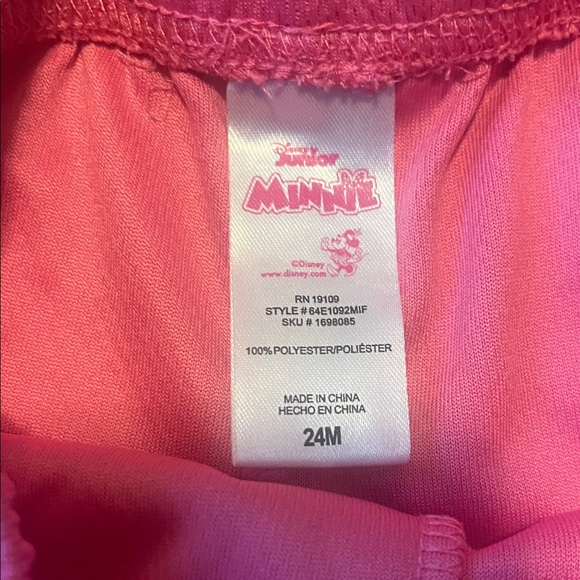 Disney
JUNIOR
MINNIE
©Disney
www.disney.com
RN 19109
STYLE # 64E1092MIF
SKU # 1698085
100%POLYESTER/POLIÉSTER
MADE IN CHINA
HECHO EN CHINA
24M